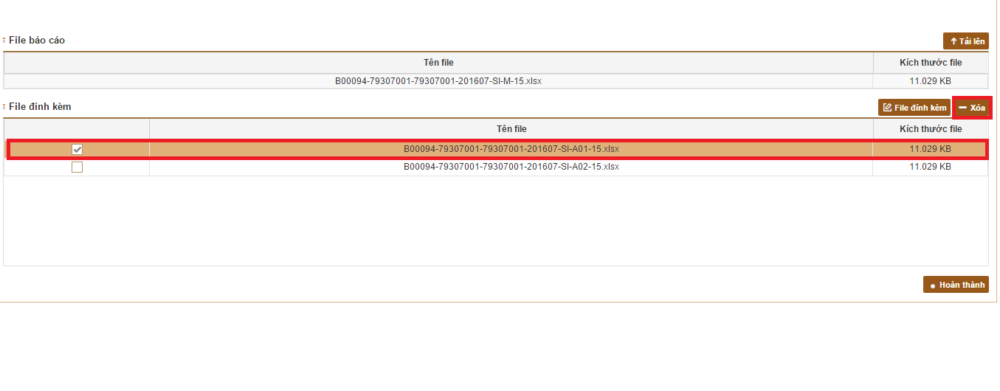 File báo cáo
Tải lên
Tên file Kích thước file
B00094-79307001-79307001-201607-SI-M-15.xlsx 11.029 KB
File đính kèm
File đính kèm Xóa
Tên file Kích thước file
B00094-79307001-79307001-201607-SI-A01-15.xlsx 11.029 KB
B00094-79307001-79307001-201607-SI-A02-15.xlsx 11.029 KB
Hoàn thành